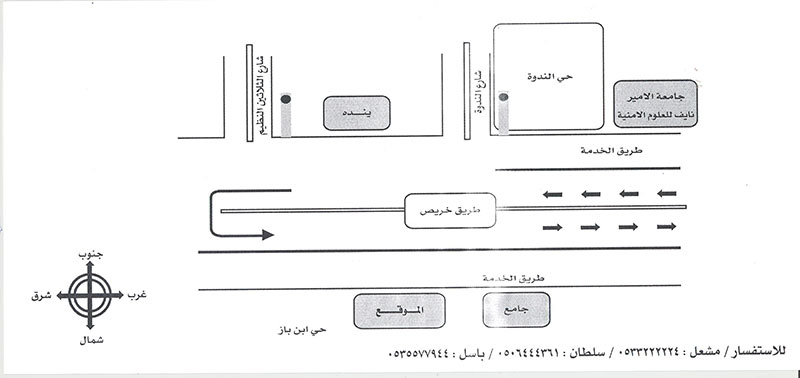 حي الندوة
جامعة الامير
نايف للعلوم الامنية
شارع الندوة
ينده
شارع الثلاثين النظيم
طريق الخدمة
طريق خريص
طريق الخدمة
جامع
الموقع
حي ابن باز
جنوب
غرب
شرق
شمال
للاستفسار / مشعل : ٠٥٣٣٢٢٢٢٢٤ / سلطان : ٠٥٠٦٤٤٤٣٦١ / باسل : ٠٥٣٥٥٧٧٩٤٤